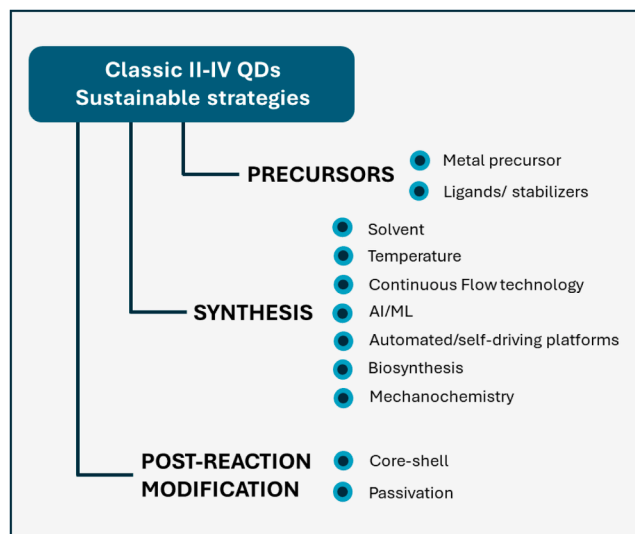 Classic II-IV QDs
Sustainable strategies
PRECURSORS
Metal precursor
Ligands/ stabilizers
SYNTHESIS
Solvent
Temperature
Continuous Flow technology
AI/ML
Automated/self-driving platforms
Biosynthesis
Mechanochemistry
POST-REACTION
MODIFICATION
Core-shell
Passivation